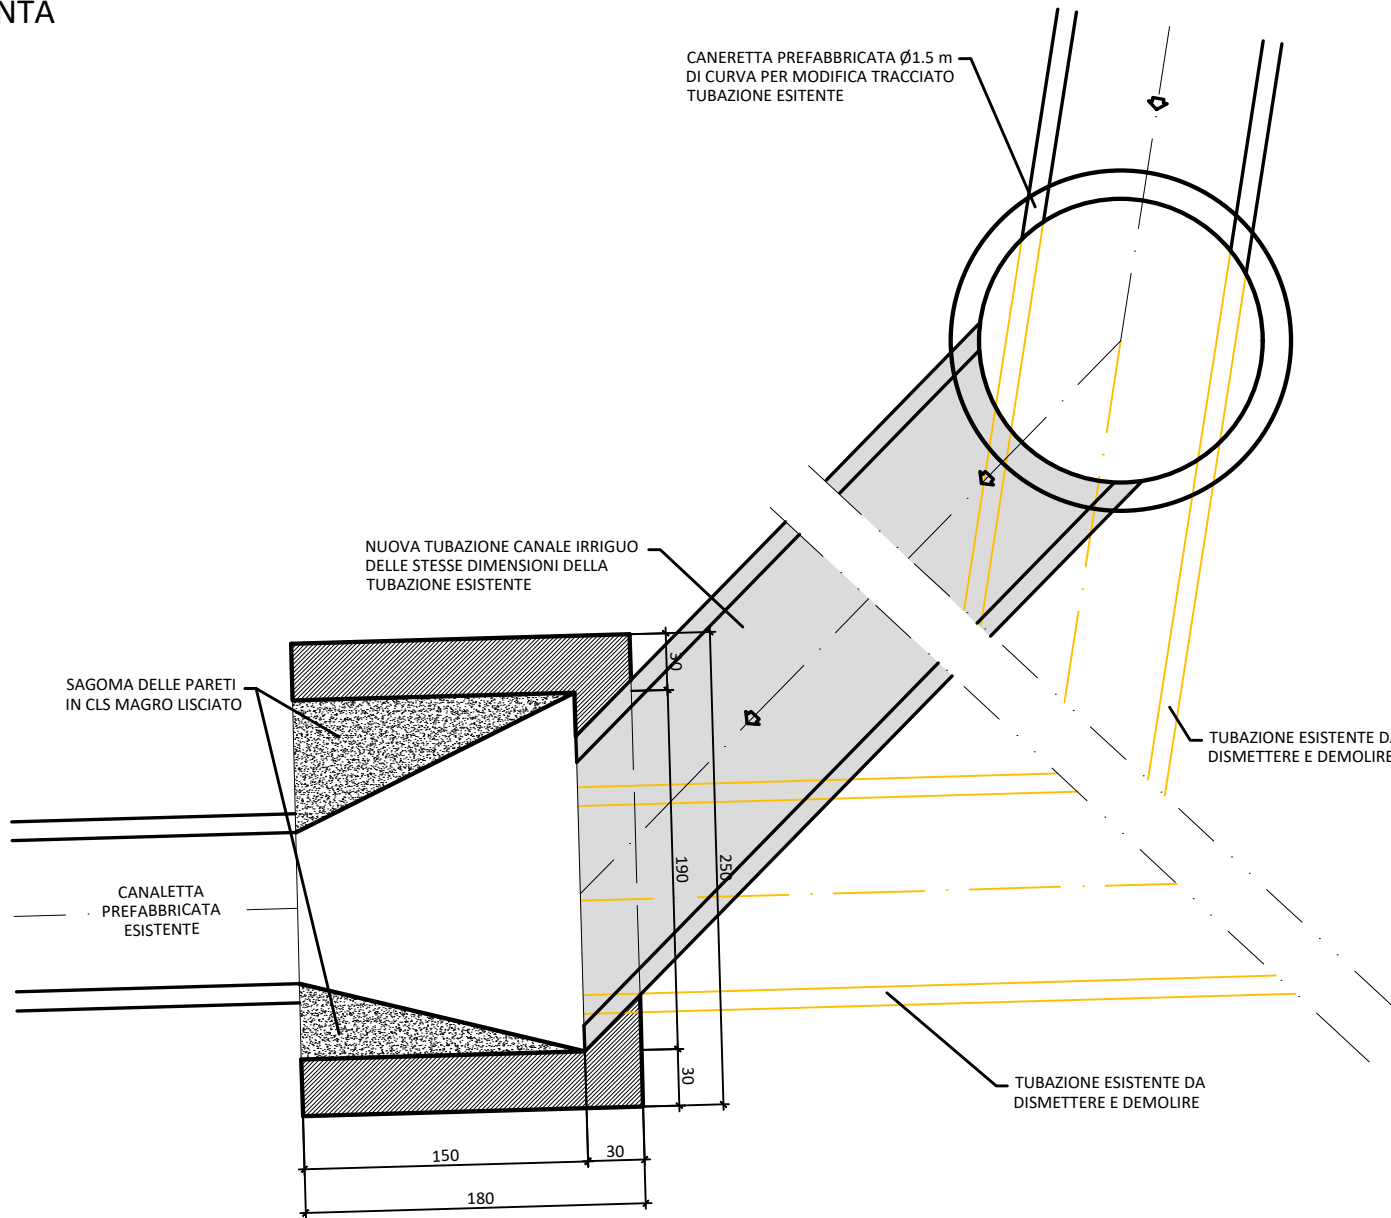 NTA
CANERETTA PREFABBRICATA Ø1.5 m
DI CURVA PER MODIFICA TRACCIATO
TUBAZIONE ESITENTE
NUOVA TUBAZIONE CANALE IRRIGUO
DELLE STESSE DIMENSIONI DELLA
TUBAZIONE ESISTENTE
SAGOMA DELLE PARETI
IN CLS MAGRO LISCIATO
30
TUBAZIONE ESISTENTE DA
DISMETTERE E DEMOLIRE
190
250
CANALETTA
PREFABBRICATA
ESISTENTE
30
TUBAZIONE ESISTENTE DA
DISMETTERE E DEMOLIRE
150
30
180